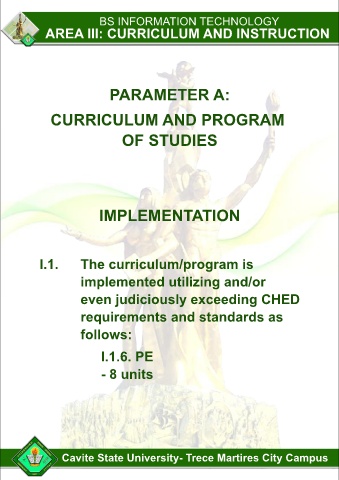 BS INFORMATION TECHNOLOGY
AREA III: CURRICULUM AND INSTRUCTION
PARAMETER A:
CURRICULUM AND PROGRAM
OF STUDIES
IMPLEMENTATION
I.1. The curriculum/program is
implemented utilizing and/or
even judiciously exceeding CHED
requirements and standards as
follows:
I.1.6. PE
- 8 units
Cavite State University- Trece Martires City Campus